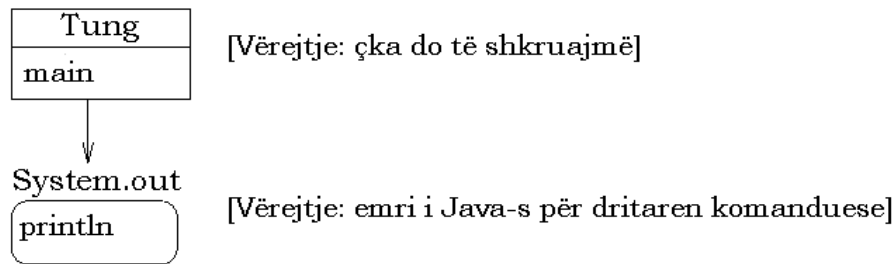 Tung
[Vërejtje: çka do të shkruajmë]
main
System.out
println
[Vërejtje: emri i Java-s për dritaren komanduese]